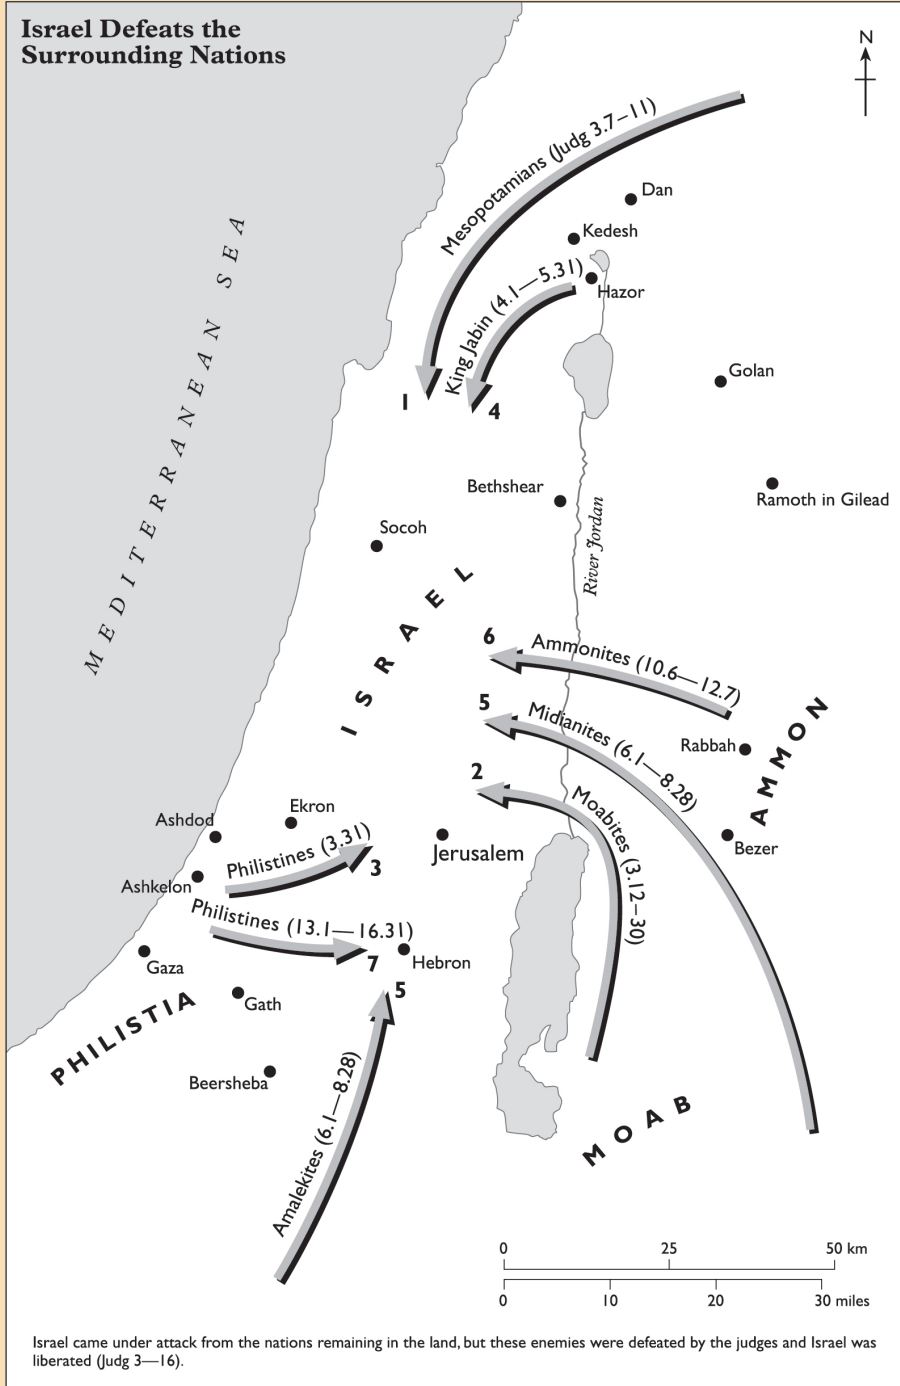 Israel Defeats the
Surrounding Nations
N
MEDITERRANEAN SEA
Mesopotamians (Judg 3.7–11)
Dan
Kedesh
King Jabin (4.1—5.31)
Hazor
1
4
Golan
Bethshear
Ramoth in Gilead
Socoh
River Jordan
ISRAEL
6
Ammonites (10.6—12.7)
5
Midianites (6.1—8.28)
Rabbah
AMMON
2
Moabites (3.12–30)
Ashdod
Ekron
Jerusalem
Bezer
Philistines (3.31)
3
Ashkelon
Philistines (13.1—16.31)
7
Hebron
Gaza
5
Gath
PHILISTIA
Beersheba
Amalekites (6.1—8.28)
MOAB
0 25 50 km
0 10 20 30 miles
Israel came under attack from the nations remaining in the land, but these enemies were defeated by the judges and Israel was
liberated (Judg 3—16).